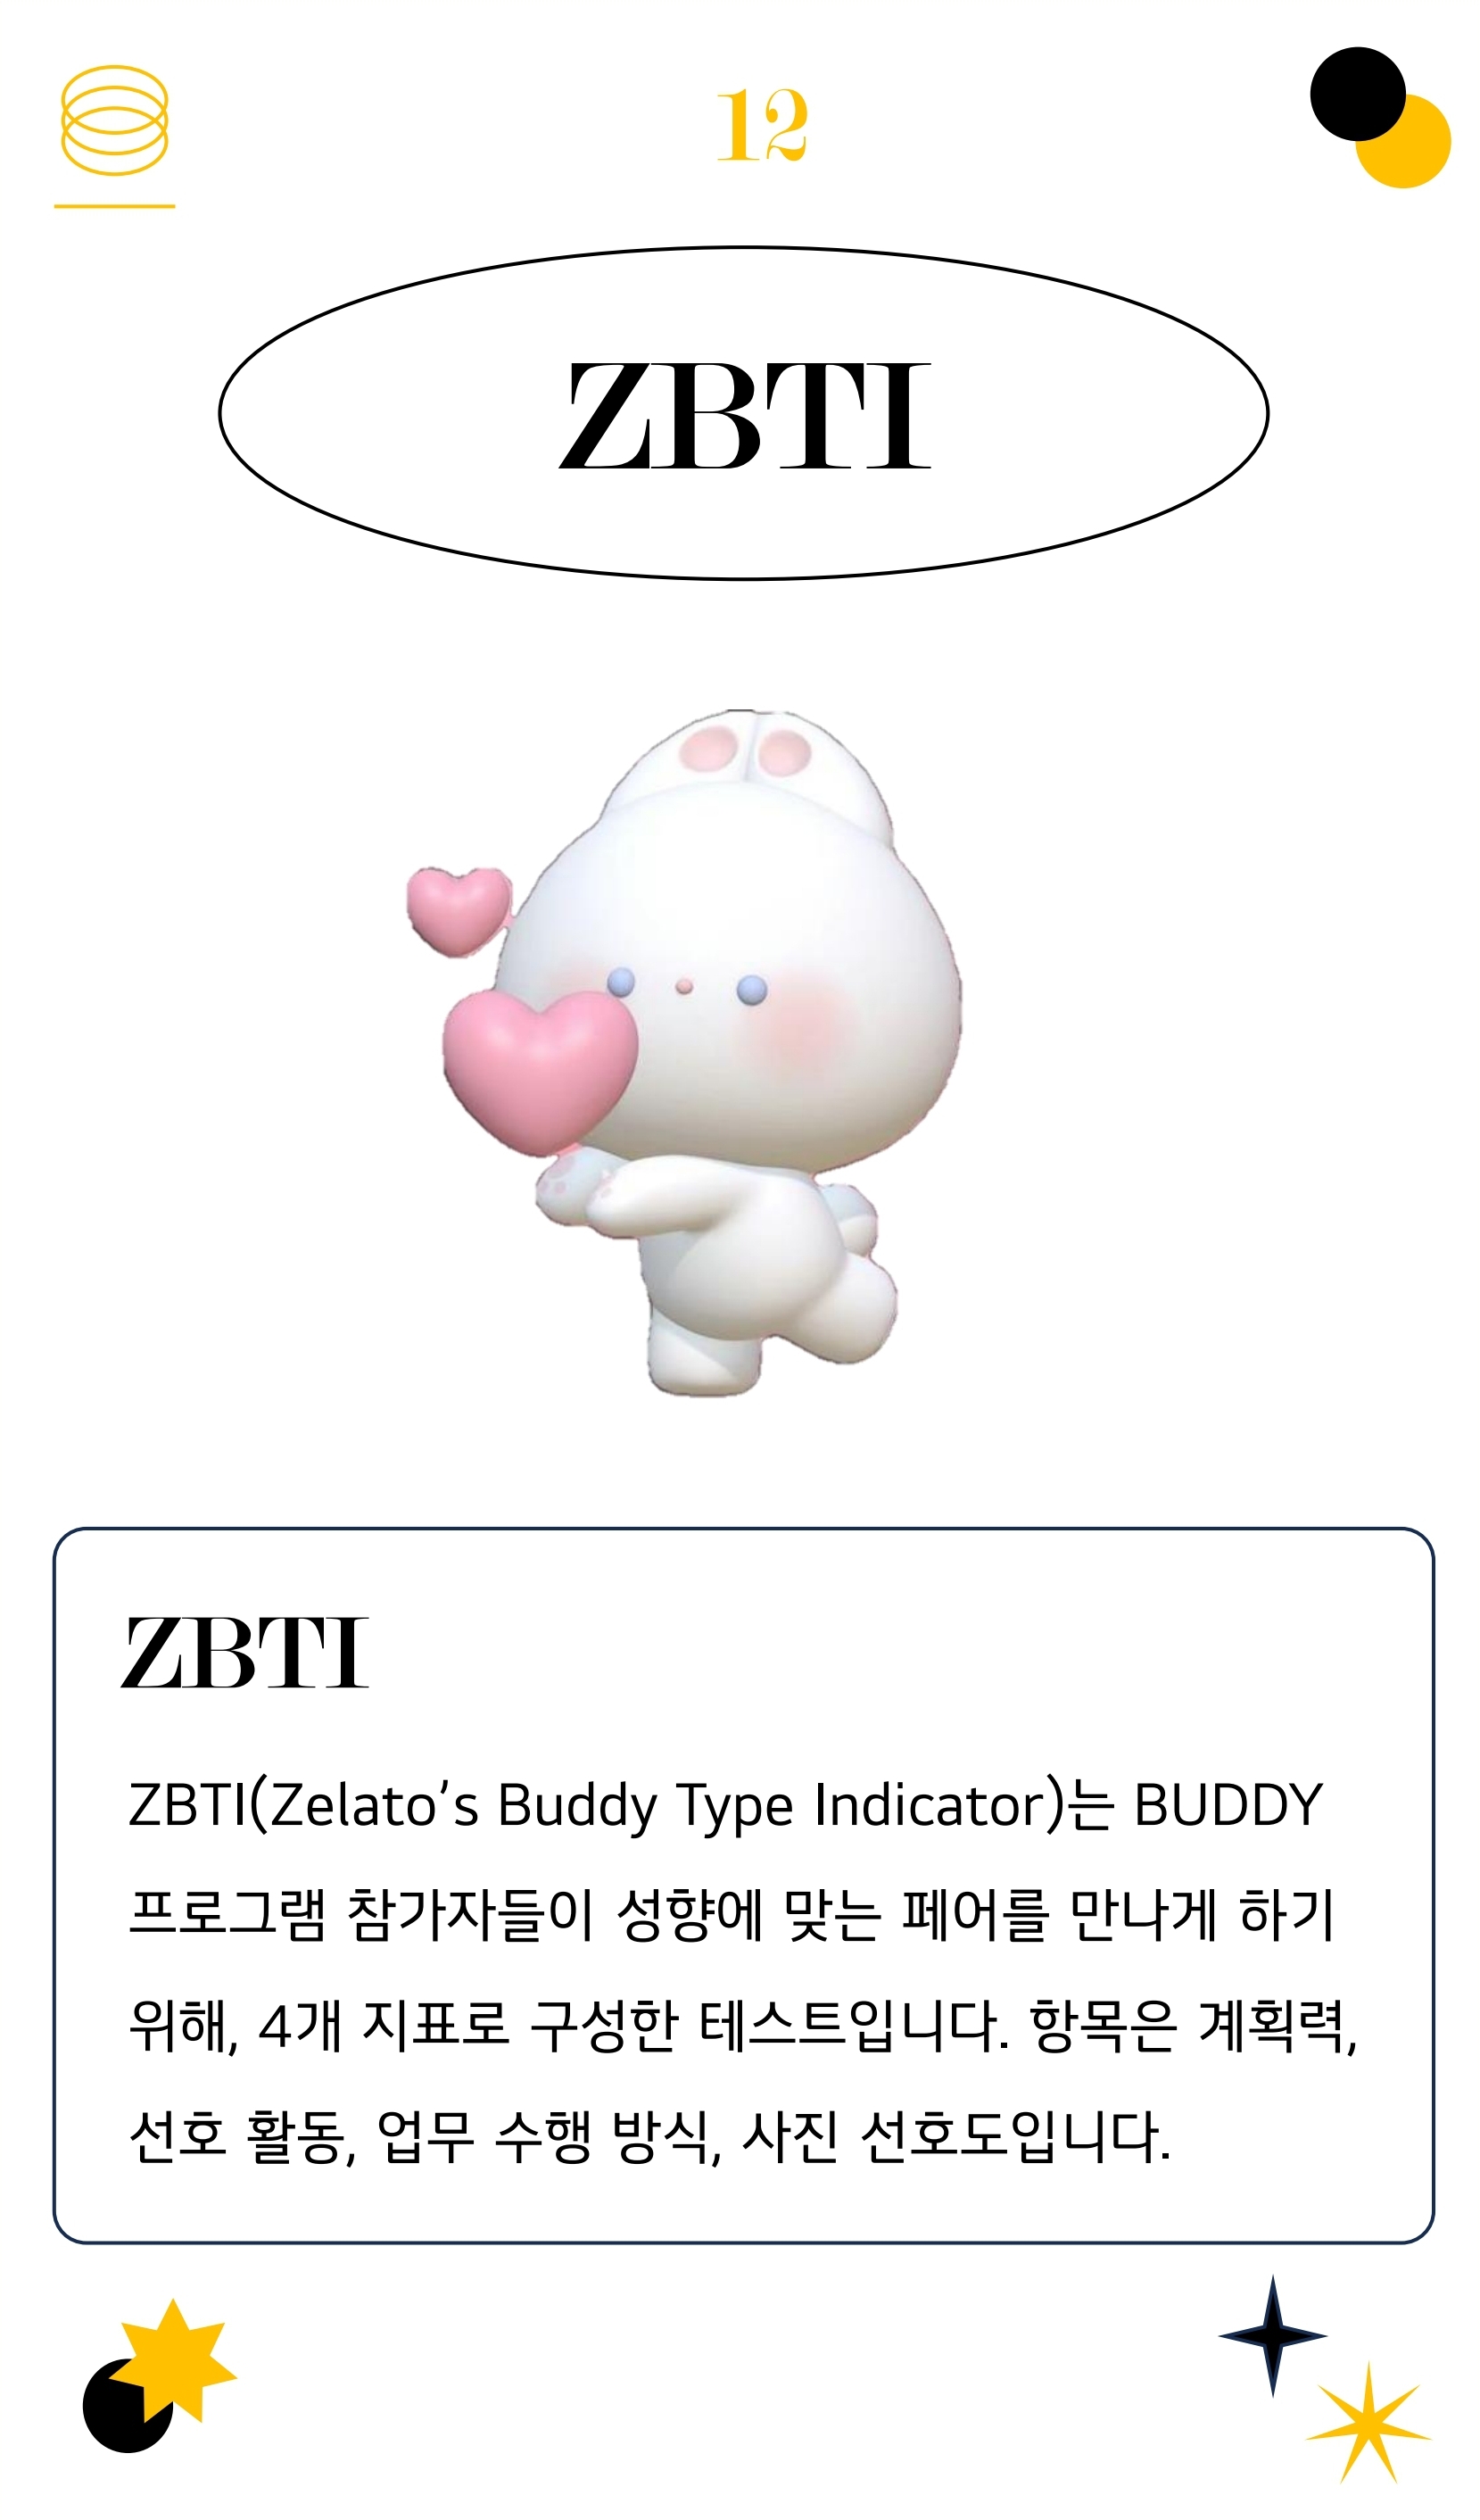 12
ZBTI
ZBTI
ZBTI(Zelato’s Buddy Type Indicator)는 BUDDY
프로그램 참가자들이 성향에 맞는 페어를 만나게 하기
위해, 4개 지표로 구성한 테스트입니다. 항목은 계획력,
선호 활동, 업무 수행 방식, 사진 선호도입니다.